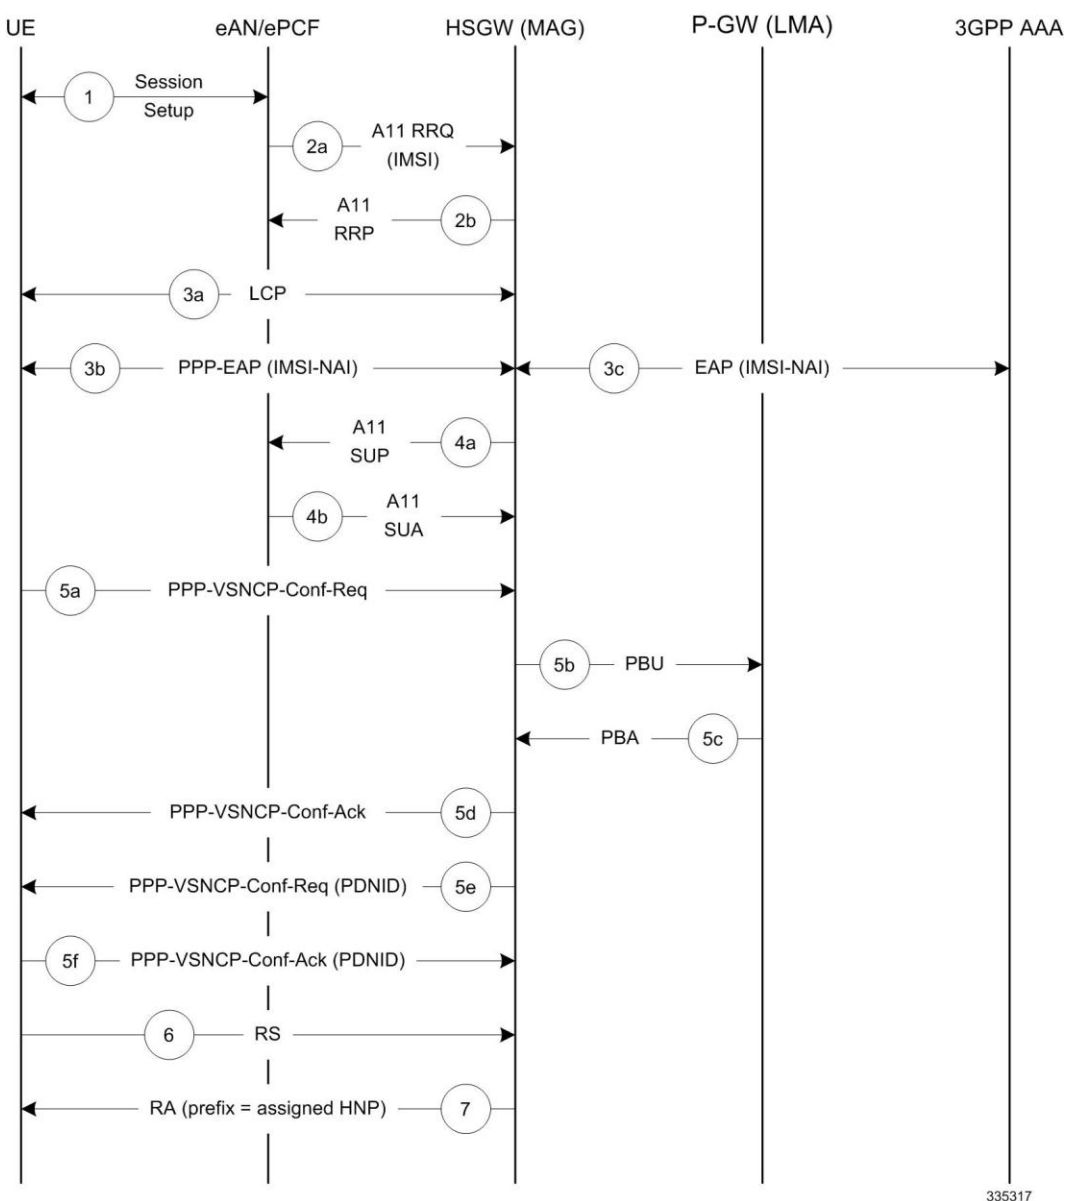 UE
eAN/ePCF
HSGW (MAG)
P-GW (LMA)
3GPP AAA
1
Session
Setup
2a
A11 RRQ
(IMSI)
A11
RRP
2b
3a
LCP
3b
PPP-EAP (IMSI-NAI)
3c
EAP (IMSI-NAI)
A11
SUP
4a
4b
A11
SUA
5a
PPP-VSNCP-Conf-Req
5b
PBU
PBA
5c
PPP-VSNCP-Conf-Ack
5d
PPP-VSNCP-Conf-Req (PDNID)
5e
5f
PPP-VSNCP-Conf-Ack (PDNID)
6
RS
RA (prefix = assigned HNP)
7
335317